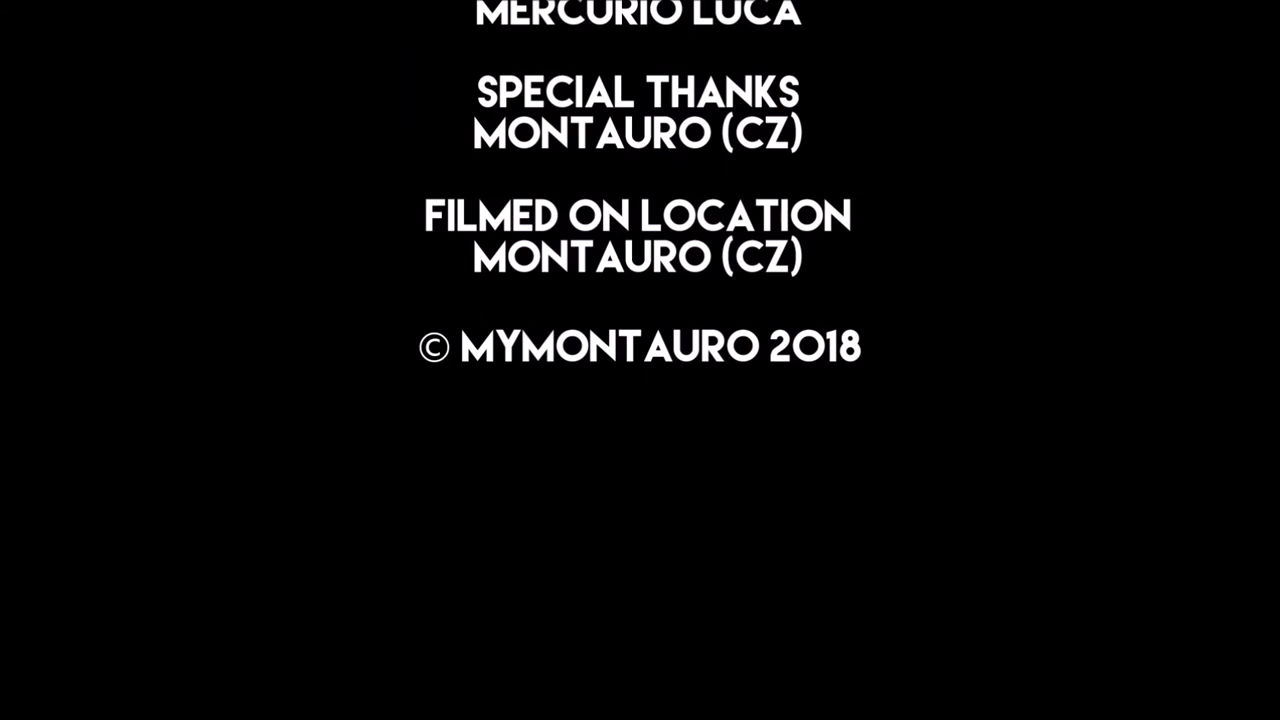 MERCURIO LUCA
SPECIAL THANKS
MONTAURO (CZ)
FILMED ON LOCATION
MONTAURO (CZ)
© MYMONTAURO 2018